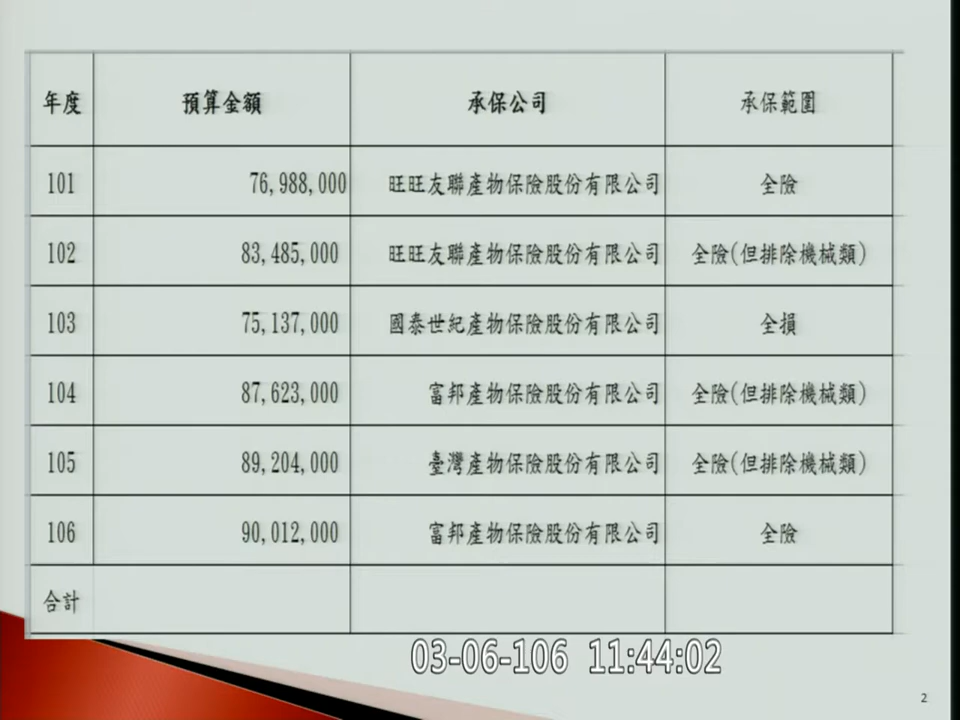 年度 預算金額 承保公司 承保範圍
101 76,988,000 旺旺友聯產物保險股份有限公司 全險
102 83,485,000 旺旺友聯產物保險股份有限公司 全險(但排除機械類)
103 75,137,000 國泰世紀產物保險股份有限公司 全損
104 87,623,000 富邦產物保險股份有限公司 全險(但排除機械類)
105 89,204,000 臺灣產物保險股份有限公司 全險(但排除機械類)
106 90,012,000 富邦產物保險股份有限公司 全險
合計
03-06-106 11:44:02
2